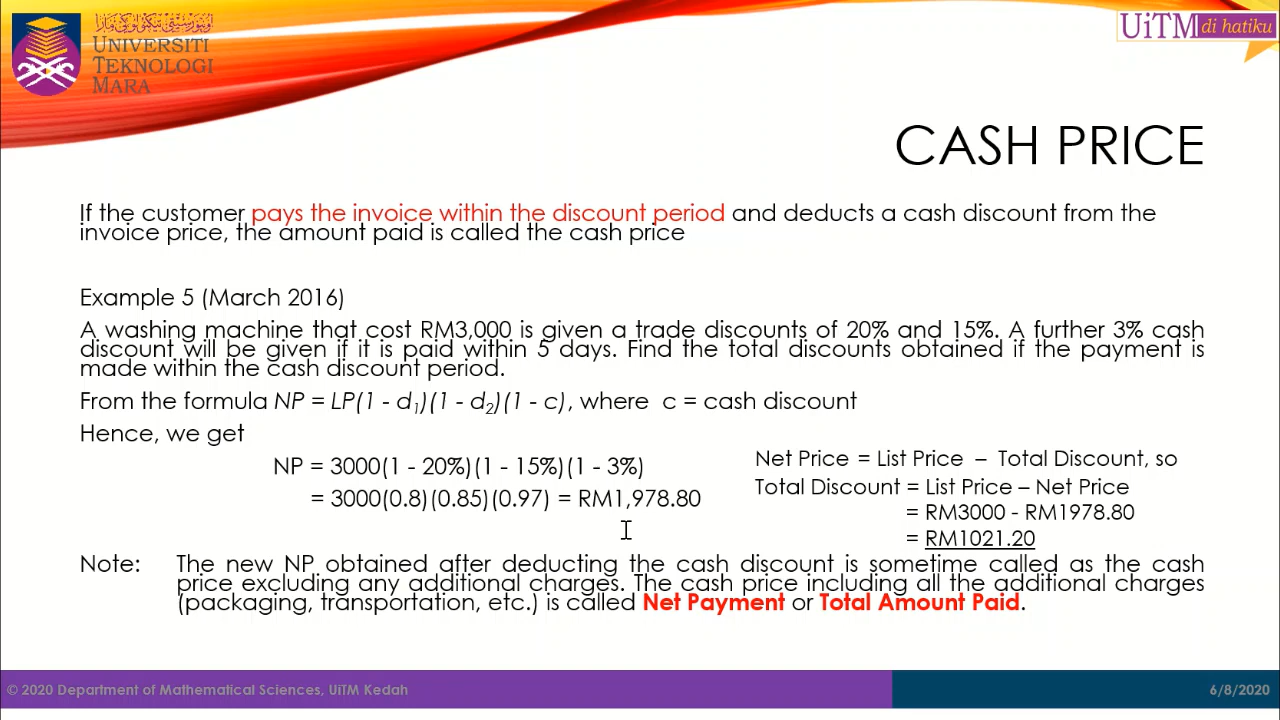 UNIVERSITI
TEKNOLOGI
MARA
UiTM di hatiku
CASH PRICE
If the customer pays the invoice within the discount period and deducts a cash discount from the
invoice price, the amount paid is called the cash price
Example 5 (March 2016)
A washing machine that cost RM3,000 is given a trade discounts of 20% and 15%. A further 3% cash
discount will be given if it is paid within 5 days. Find the total discounts obtained if the payment is
made within the cash discount period.
From the formula NP = LP(1 - d₁)(1 - d₂)(1 - c), where c = cash discount
Hence, we get
NP = 3000(1 - 20%)(1 - 15%)(1 - 3%)
= 3000(0.8)(0.85)(0.97) = RM1,978.80
Net Price = List Price – Total Discount, so
Total Discount = List Price – Net Price
= RM3000 - RM1978.80
= RM1021.20
Note: The new NP obtained after deducting the cash discount is sometime called as the cash
price excluding any additional charges. The cash price including all the additional charges
(packaging, transportation, etc.) is called Net Payment or Total Amount Paid.
© 2020 Department of Mathematical Sciences, UiTM Kedah
6/8/2020